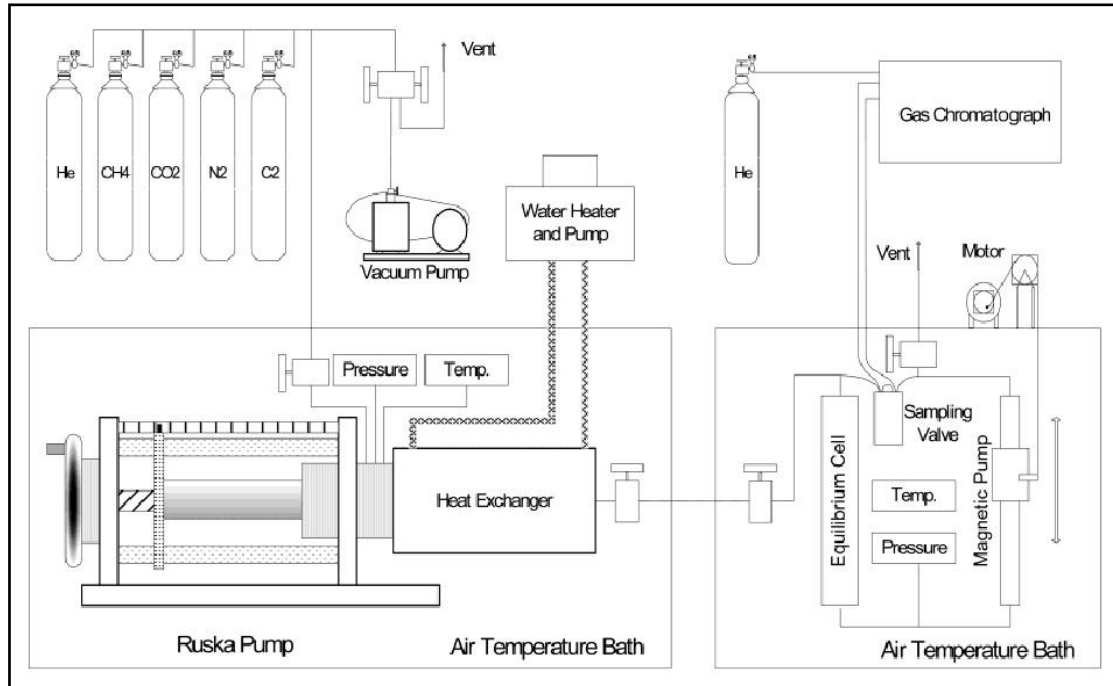 Vent
He
CH4
CO2
N2
C2
Vacuum Pump
Water Heater
and Pump
He
Gas Chromatograph
Vent
Motor
Pressure
Temp.
Heat Exchanger
Ruska Pump
Air Temperature Bath
Equilibrium Cell
Sampling
Valve
Temp.
Pressure
Magnetic Pump
Air Temperature Bath